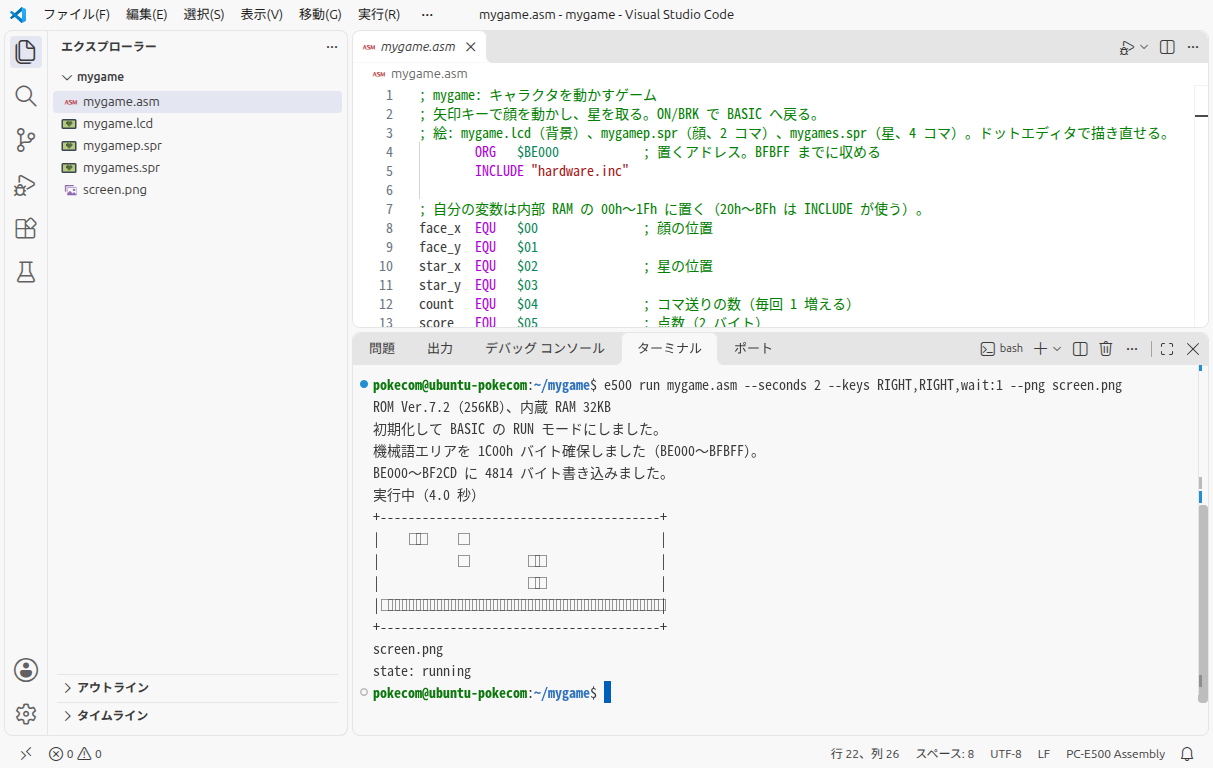 ファイル(F) 編集(E) 選択(S) 表示(V) 移動(G) 実行(R) ··· mygame.asm - mygame - Visual Studio Code
エクスプローラー ···
mygame
ASM mygame.asm
mygame.lcd
mygamep.spr
mygames.spr
screen.png
アウトライン
タイムライン
ASM mygame.asm
ASM mygame.asm
1 ; mygame: キャラクタを動かすゲーム
2 ; 矢印キーで顔を動かし、星を取る。ON/BRK で BASIC へ戻る。
3 ; 絵: mygame.lcd（背景）、mygamep.spr（顔、2 コマ）、mygames.spr（星、4 コマ）。ドットエディタで描き直せる。
4 ORG $BE000 ; 置くアドレス。BFBFF までに収める
5 INCLUDE "hardware.inc"
6
7 ; 自分の変数は内部 RAM の 00h～1Fh に置く（20h～BFh は INCLUDE が使う）。
8 face_x EQU $00 ; 顔の位置
9 face_y EQU $01
10 star_x EQU $02 ; 星の位置
11 star_y EQU $03
12 count EQU $04 ; コマ送りの数（毎回 1 増える）
13 score EQU $05 ; 点数（2 バイト）
問題 出力 デバッグ コンソール ターミナル ポート bash ···
pokecom@ubuntu-pokecom:~/mygame$ e500 run mygame.asm --seconds 2 --keys RIGHT,RIGHT,wait:1 --png screen.png
ROM Ver.7.2（256KB）、内蔵 RAM 32KB
初期化して BASIC の RUN モードにしました。
機械語エリアを 1C00h バイト確保しました（BE000～BFBFF）。
BE000～BF2CD に 4814 バイト書き込みました。
実行中（4.0 秒）
+----------------------------------------+
| |
| |
| |
| |
+----------------------------------------+
screen.png
state: running
pokecom@ubuntu-pokecom:~/mygame$
0 0 行 22、列 26 スペース: 8 UTF-8 LF PC-E500 Assembly